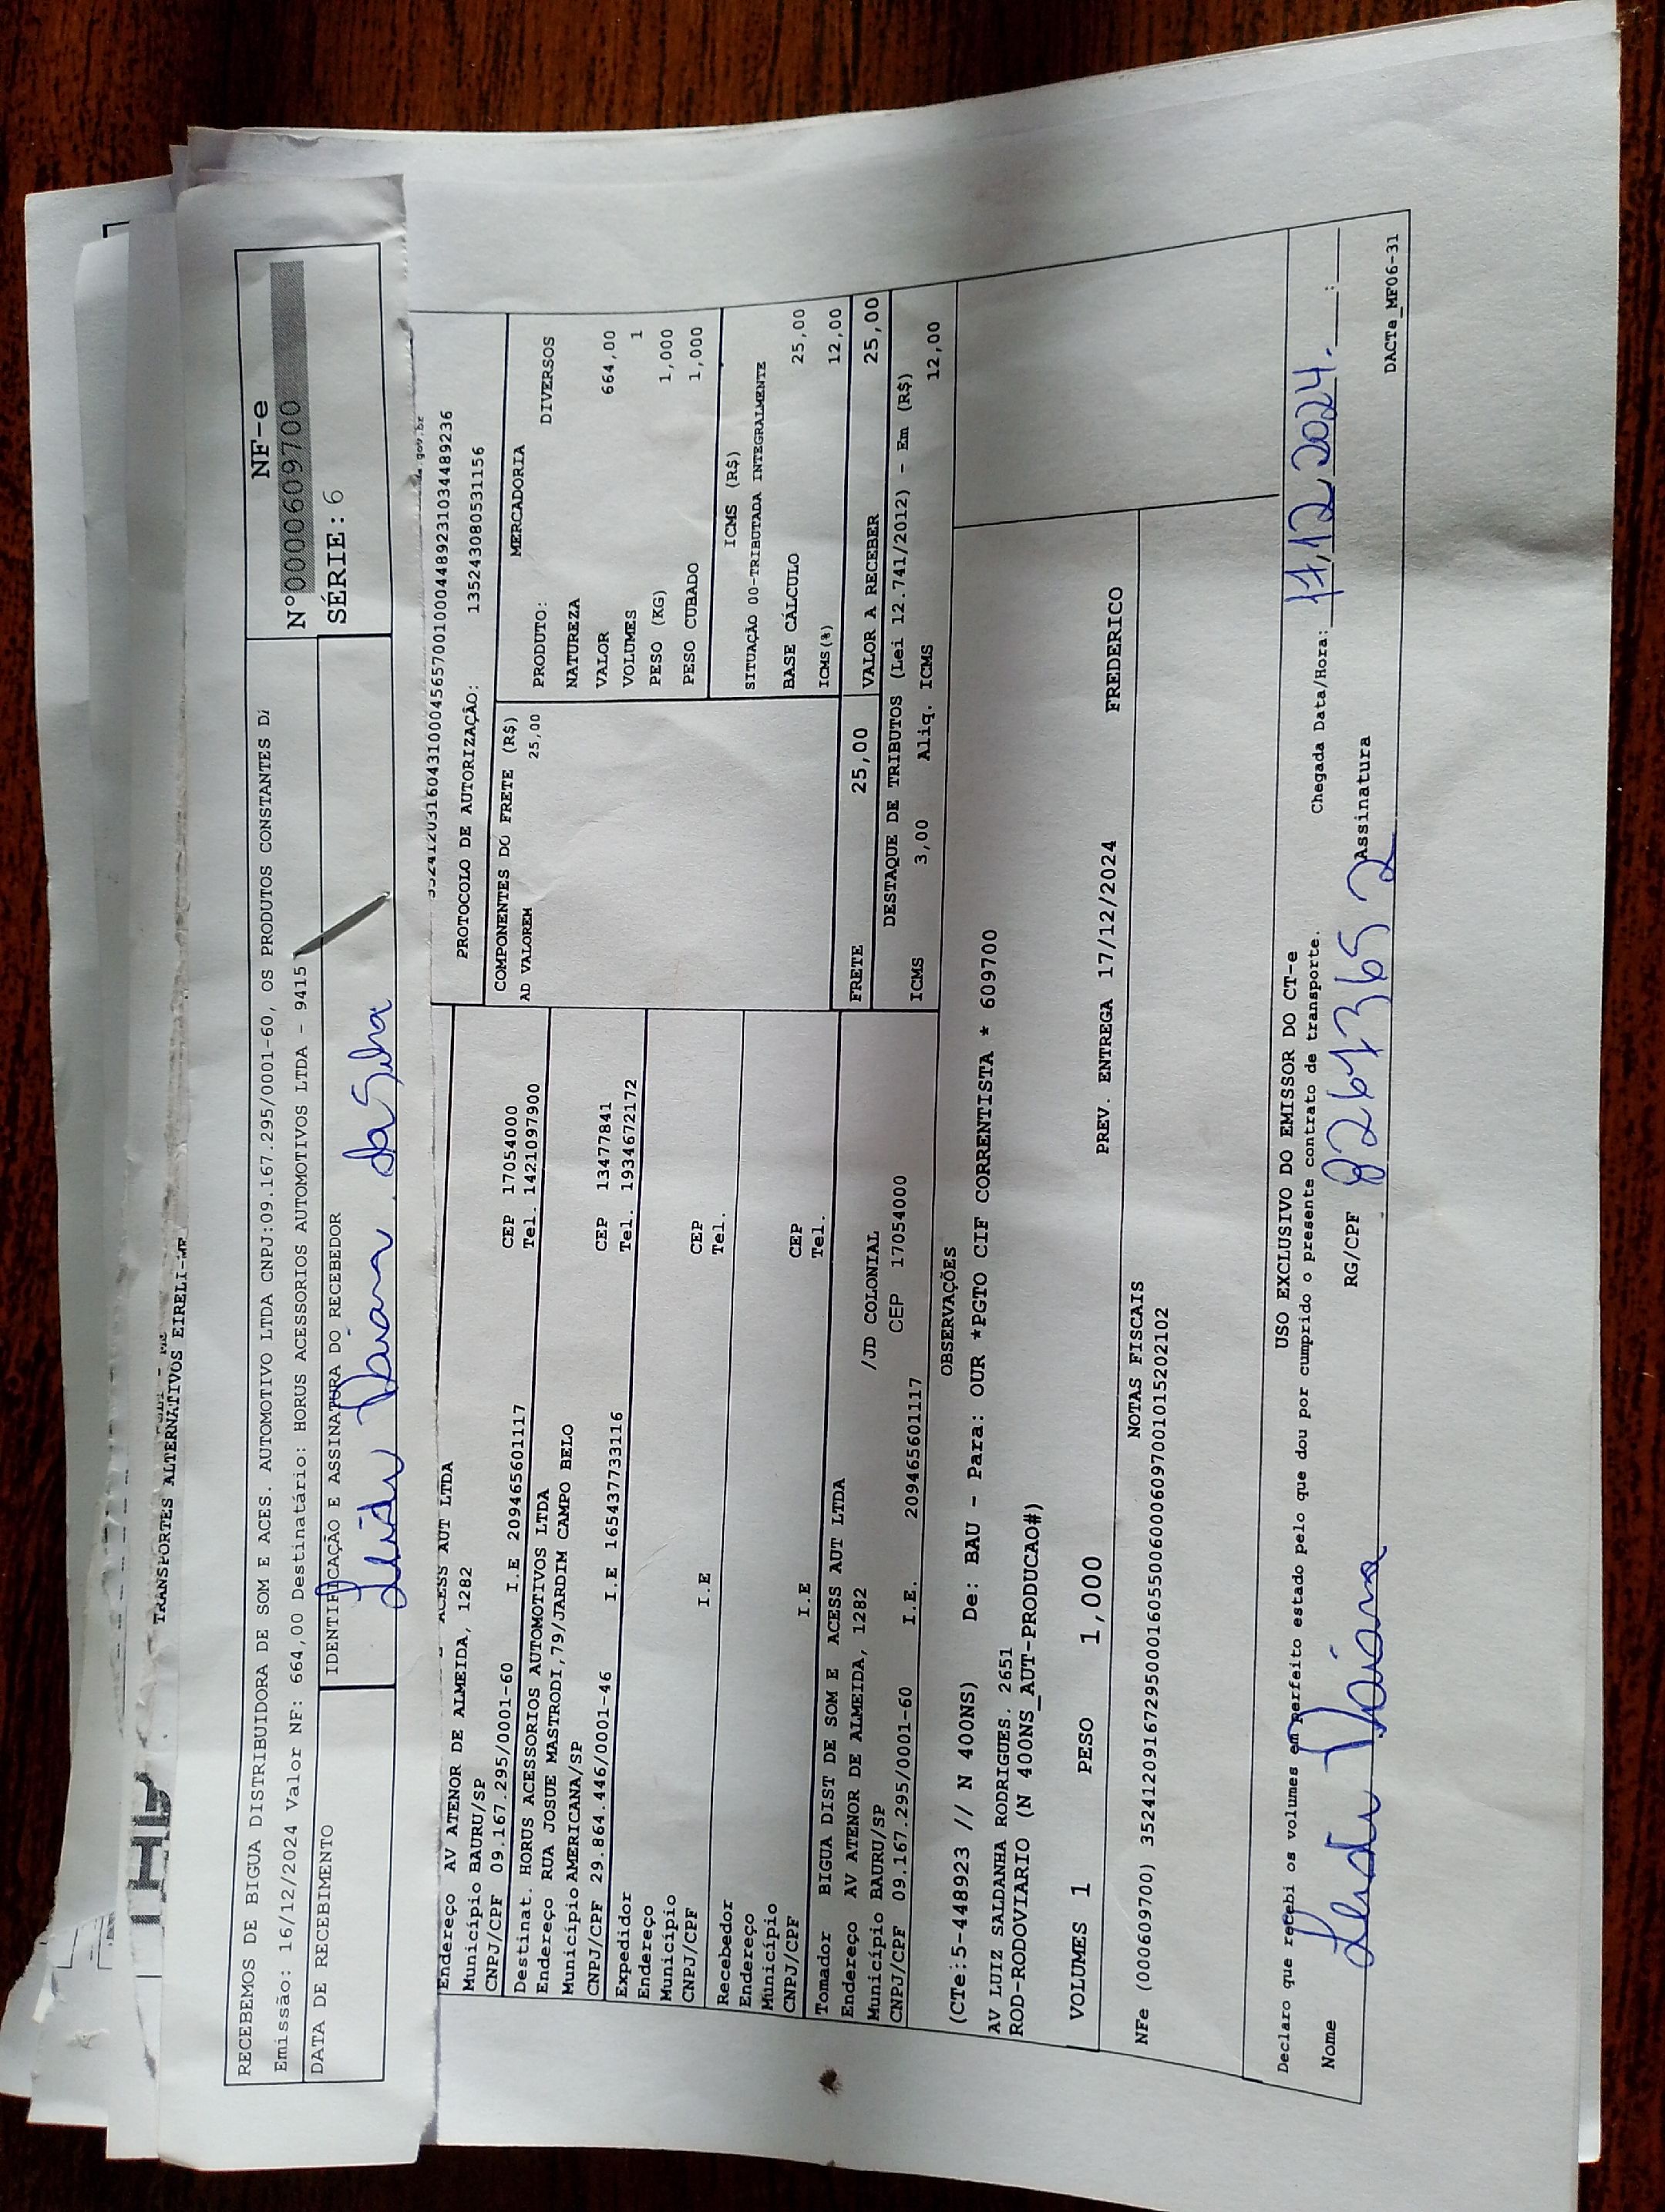 TRANSPORTES ALTERNATIVOS EIRELI-ME
RECEBEMOS DE BIGUA DISTRIBUIDORA DE SOM E ACES. AUTOMOTIVO LTDA CNPJ:09.167.295/0001-60, OS PRODUTOS CONSTANTES DA
Emissão: 16/12/2024 Valor NF: 664,00 Destinatário: HORUS ACESSORIOS AUTOMOTIVOS LTDA - 9415
DATA DE RECEBIMENTO
IDENTIFICAÇÃO E ASSINATURA DO RECEBEDOR
Daiana da Silva
NF-e
N°0000609700
SÉRIE:6
ACESS AUT LTDA
Endereço AV ATENOR DE ALMEIDA, 1282
Município BAURU/SP CEP 17054000
CNPJ/CPF 09.167.295/0001-60 I.E 209465601117 Tel. 1421097900
Destinat. HORUS ACESSORIOS AUTOMOTIVOS LTDA
Endereço RUA JOSUE MASTRODI,79/JARDIM CAMPO BELO
Município AMERICANA/SP CEP 13477841
CNPJ/CPF 29.864.446/0001-46 I.E 165437733116 Tel. 1934672172
Expedidor
Endereço
Município CEP
CNPJ/CPF I.E Tel.
Recebedor
Endereço
Município CEP
CNPJ/CPF I.E Tel.
Tomador BIGUA DIST DE SOM E ACESS AUT LTDA
Endereço AV ATENOR DE ALMEIDA, 1282 /JD COLONIAL
Município BAURU/SP CEP 17054000
CNPJ/CPF 09.167.295/0001-60 I.E. 209465601117
PROTOCOLO DE AUTORIZAÇÃO: 135243080531156
COMPONENTES DO FRETE (R$)
AD VALOREM 25,00
MERCADORIA
PRODUTO: DIVERSOS
NATUREZA
VALOR 664,00
VOLUMES 1
PESO (KG) 1,000
PESO CUBADO 1,000
ICMS (R$)
SITUAÇÃO 00-TRIBUTADA INTEGRALMENTE
BASE CÁLCULO 25,00
ICMS(%) 12,00
FRETE 25,00 VALOR A RECEBER 25,00
DESTAQUE DE TRIBUTOS (Lei 12.741/2012) - Em (R$)
ICMS 3,00 Aliq. ICMS 12,00
OBSERVAÇÕES
(CTe:5-448923 // N 400NS) De: BAU - Para: OUR *PGTO CIF CORRENTISTA * 609700
AV LUIZ SALDANHA RODRIGUES, 2651
ROD-RODOVIARIO (N 400NS_AUT-PRODUCAO#)
VOLUMES 1 PESO 1,000 PREV. ENTREGA 17/12/2024 FREDERICO
NOTAS FISCAIS
NFe (000609700) 35241209167295000160550060006097001015202102
USO EXCLUSIVO DO EMISSOR DO CT-e
Declaro que recebi os volumes em perfeito estado pelo que dou por cumprido o presente contrato de transporte.
Chegada Data/Hora: 17,12,2024. :
Nome Daiana RG/CPF Assinatura
DACTe_MF06-31